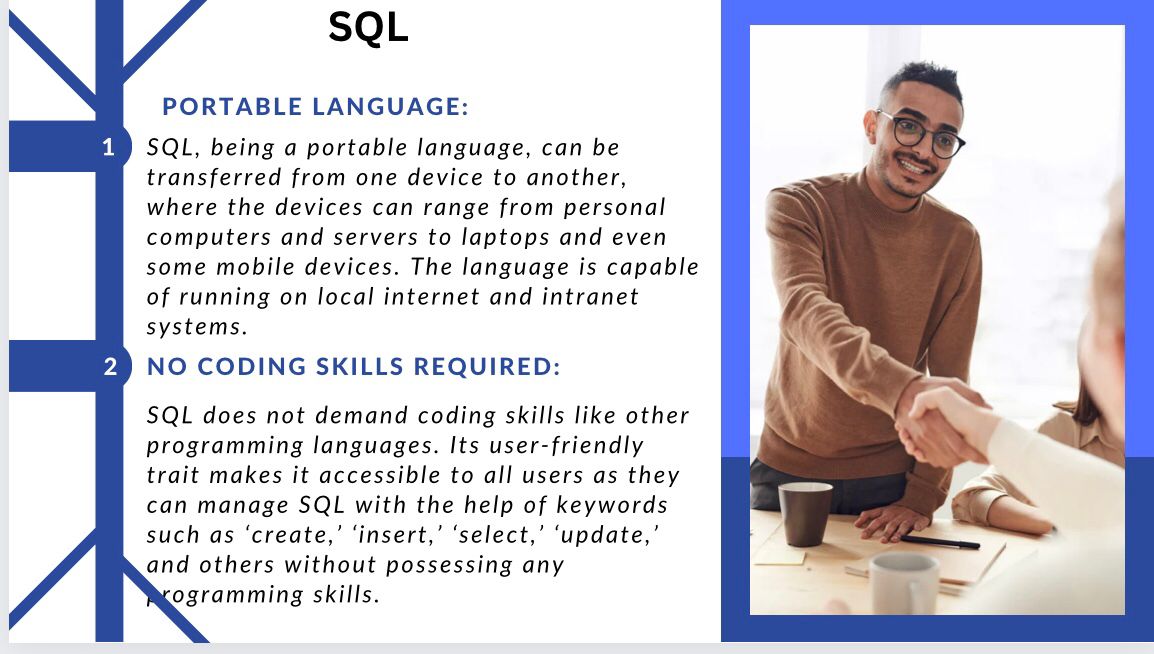 SQL
PORTABLE LANGUAGE:
1
SQL, being a portable language, can be
transferred from one device to another,
where the devices can range from personal
computers and servers to laptops and even
some mobile devices. The language is capable
of running on local internet and intranet
systems.
2
NO CODING SKILLS REQUIRED:
SQL does not demand coding skills like other
programming languages. Its user-friendly
trait makes it accessible to all users as they
can manage SQL with the help of keywords
such as ‘create,’ ‘insert,’ ‘select,’ ‘update,’
and others without possessing any
programming skills.